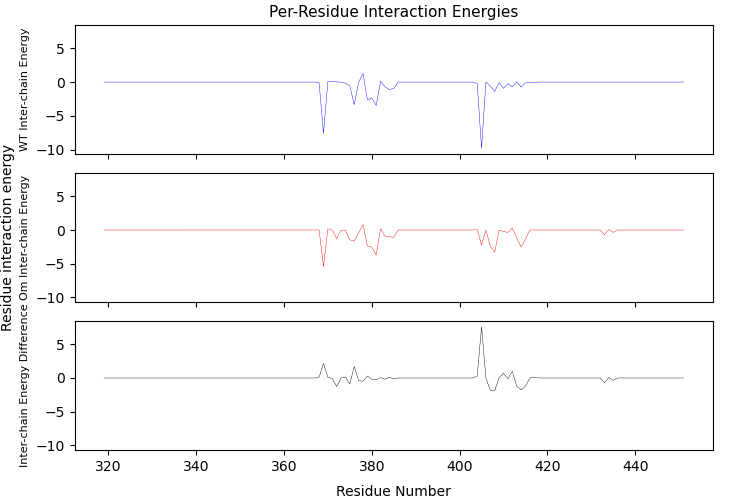 Per-Residue Interaction Energies
WT Inter-chain Energy
5
0
−5
−10
Residue interaction energy
Om Inter-chain Energy
5
0
−5
−10
Inter-chain Energy Difference
5
0
−5
−10
320 340 360 380 400 420 440
Residue Number